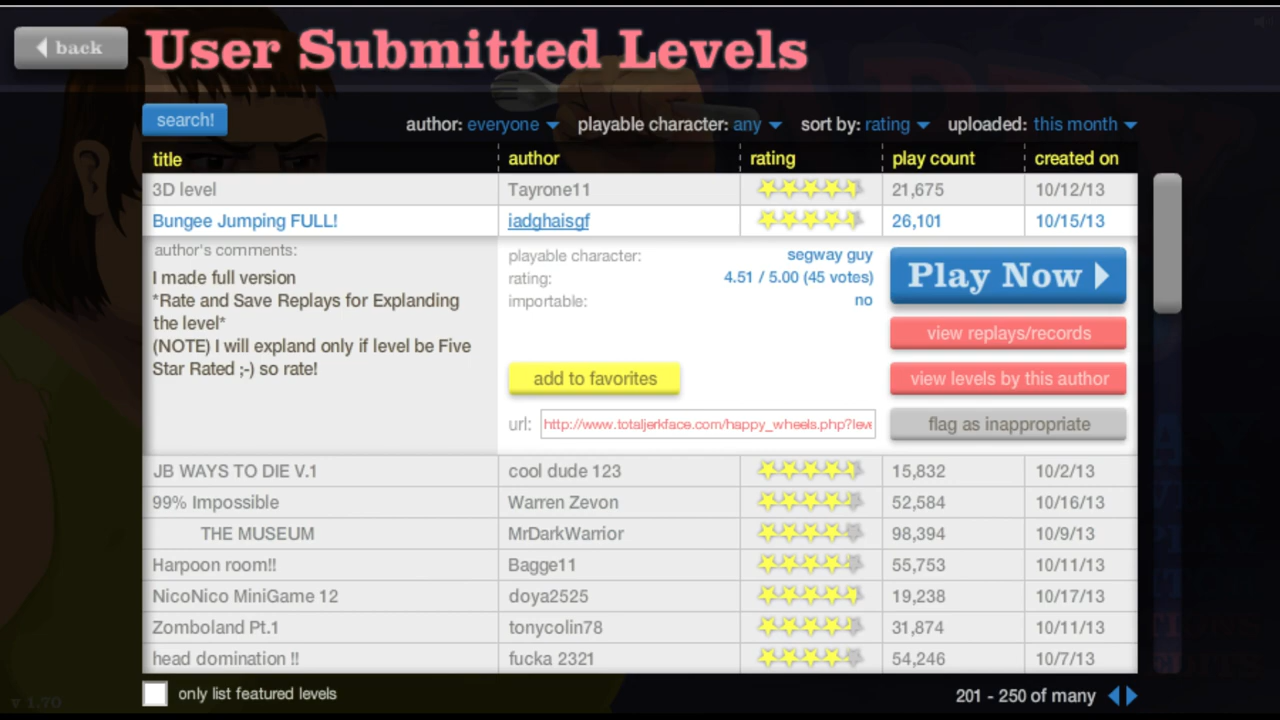 back
User Submitted Levels
search!
author: everyone playable character: any sort by: rating uploaded: this month
title author rating play count created on
3D level Tayrone11 21,675 10/12/13
Bungee Jumping FULL! iadghaisgf 26,101 10/15/13
author's comments:
I made full version
*Rate and Save Replays for Explanding
the level*
(NOTE) I will expland only if level be Five
Star Rated ;-) so rate!
playable character: segway guy
rating: 4.51 / 5.00 (45 votes)
importable: no
add to favorites
url: http://www.totaljerkface.com/happy_wheels.php?leve
Play Now
view replays/records
view levels by this author
flag as inappropriate
JB WAYS TO DIE V.1 cool dude 123 15,832 10/2/13
99% Impossible Warren Zevon 52,584 10/16/13
THE MUSEUM MrDarkWarrior 98,394 10/9/13
Harpoon room!! Bagge11 55,753 10/11/13
NicoNico MiniGame 12 doya2525 19,238 10/17/13
Zomboland Pt.1 tonycolin78 31,874 10/11/13
head domination !! fucka 2321 54,246 10/7/13
only list featured levels
201 - 250 of many
v 1.70